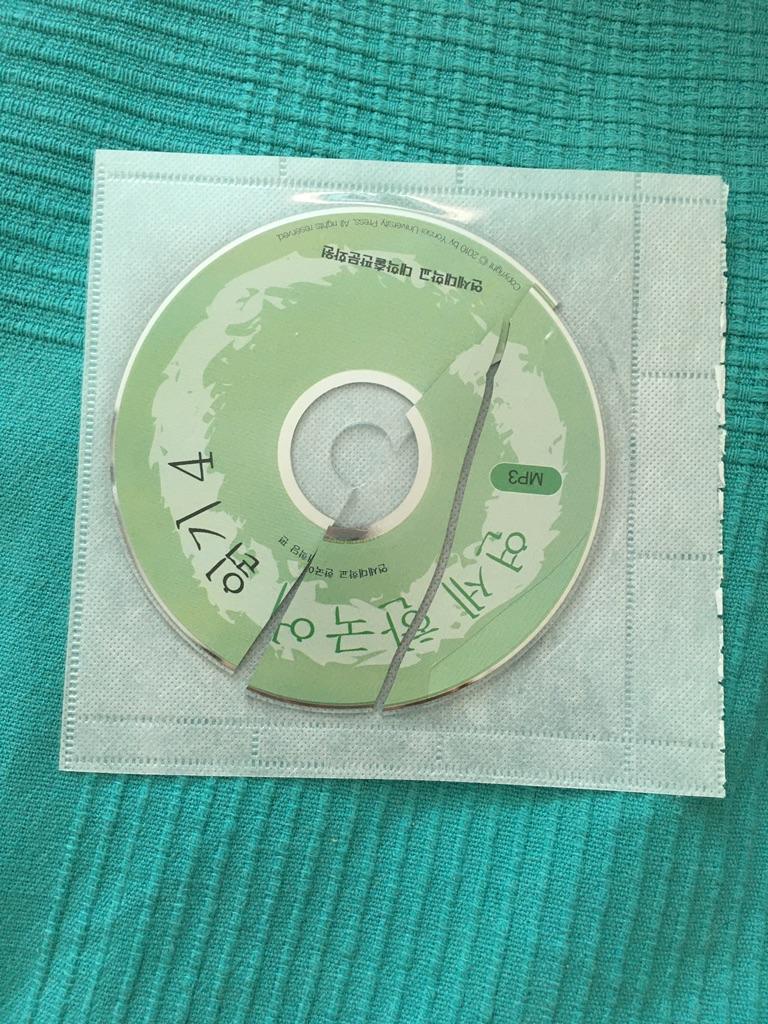 연세 한국어
읽기 4
MP3
연세대학교 한국어학당 편
연세대학교 대학출판문화원
Copyright © 2010 by Yonsei University Press. All rights reserved.